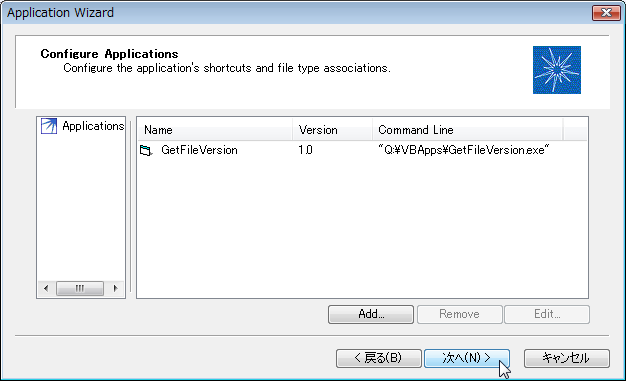 Application Wizard
Configure Applications
Configure the application's shortcuts and file type associations.
Applications
Name Version Command Line
GetFileVersion 1.0 "Q:¥VBApps¥GetFileVersion.exe"
Add... Remove Edit...
< 戻る(B) 次へ(N) > キャンセル